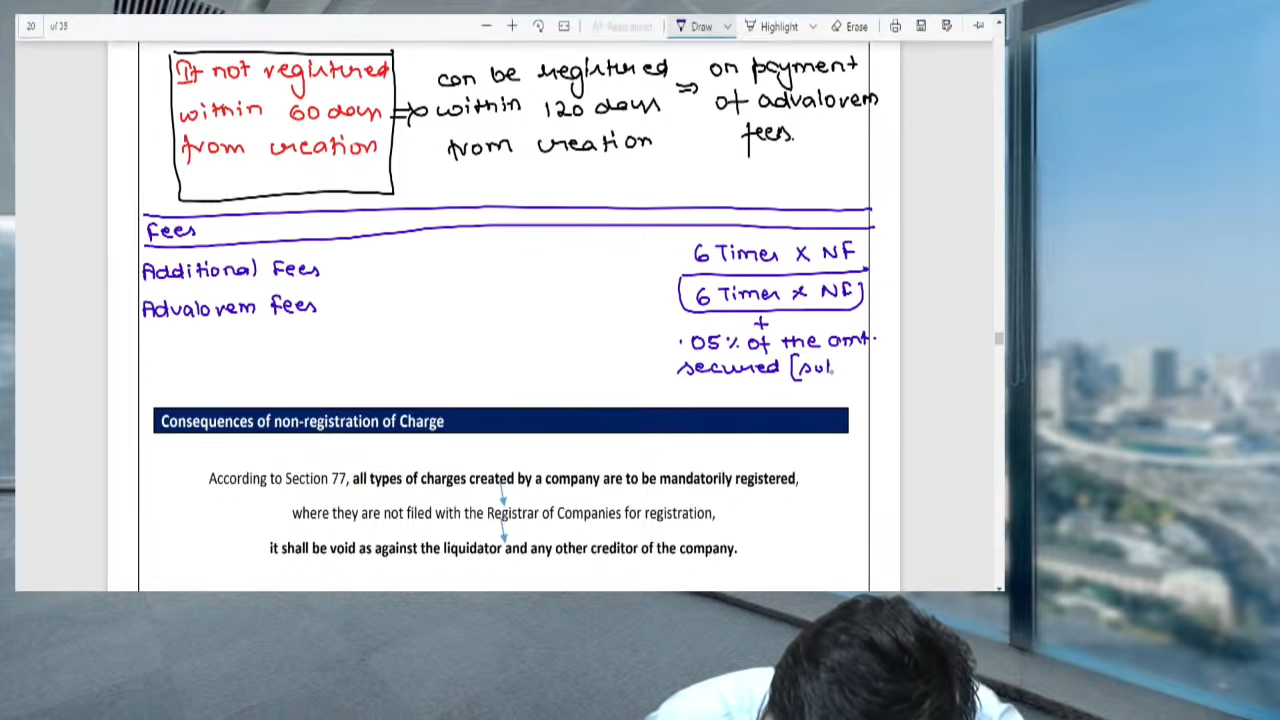 20 of 35
Draw
Highlight
Erase
If not registered
within 60 days
from creation
can be registered
within 120 days
from creation
on payment
of advalorem
fees.
Fees
Additional Fees
6 Times x NF
Advalorem Fees
6 Times x NF
+
.05% of the amt.
secured [sub
Consequences of non-registration of Charge
According to Section 77, all types of charges created by a company are to be mandatorily registered,
where they are not filed with the Registrar of Companies for registration,
it shall be void as against the liquidator and any other creditor of the company.